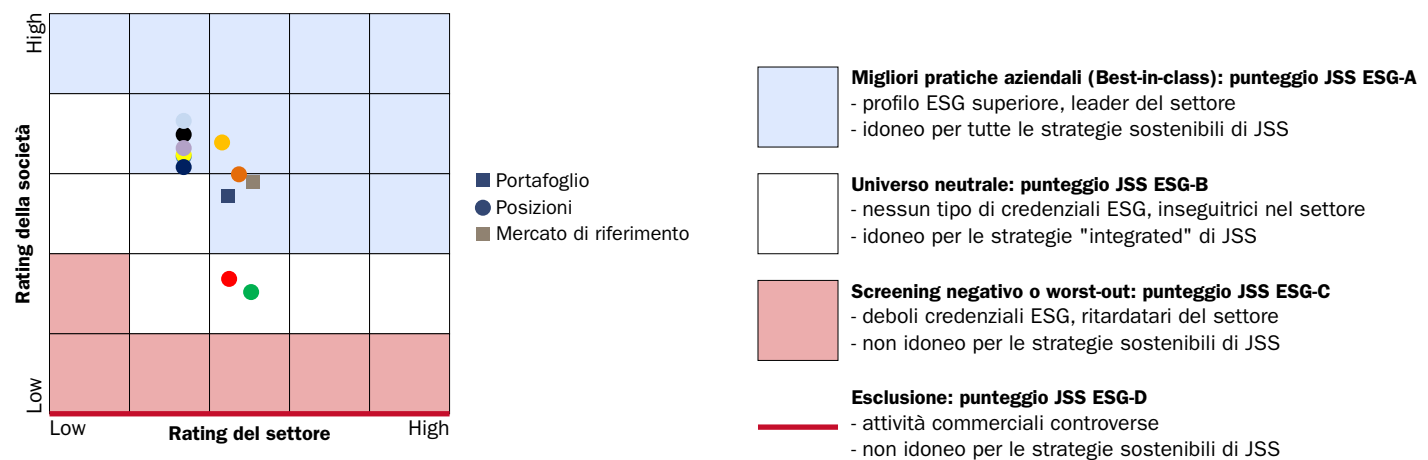 High
Rating della società
Low
Low
Rating del settore
High
Portafoglio
Posizioni
Mercato di riferimento
Migliori pratiche aziendali (Best-in-class): punteggio JSS ESG-A
- profilo ESG superiore, leader del settore
- idoneo per tutte le strategie sostenibili di JSS
Universo neutrale: punteggio JSS ESG-B
- nessun tipo di credenziali ESG, inseguitrici nel settore
- idoneo per le strategie "integrated" di JSS
Screening negativo o worst-out: punteggio JSS ESG-C
- deboli credenziali ESG, ritardatari del settore
- non idoneo per le strategie sostenibili di JSS
Esclusione: punteggio JSS ESG-D
- attività commerciali controverse
- non idoneo per le strategie sostenibili di JSS